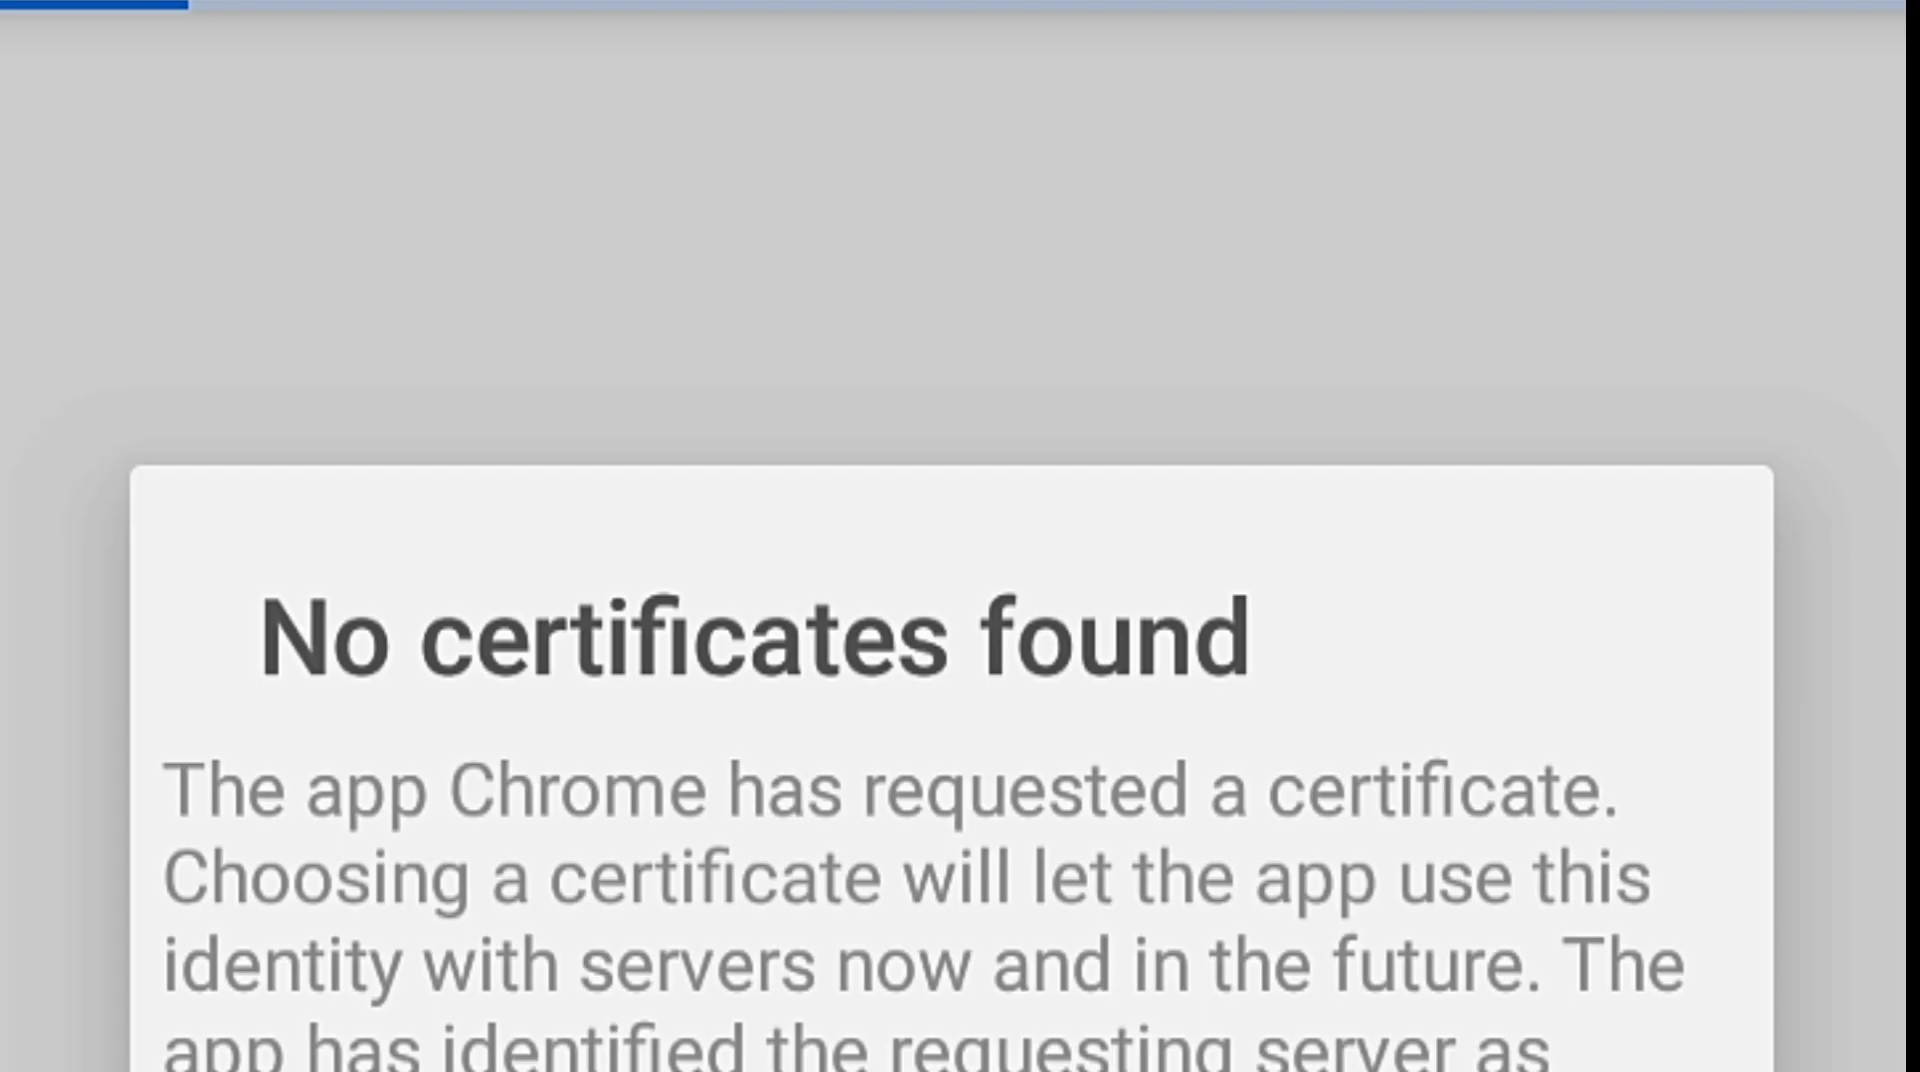 No certificates found
The app Chrome has requested a certificate.
Choosing a certificate will let the app use this
identity with servers now and in the future. The
app has identified the requesting server as